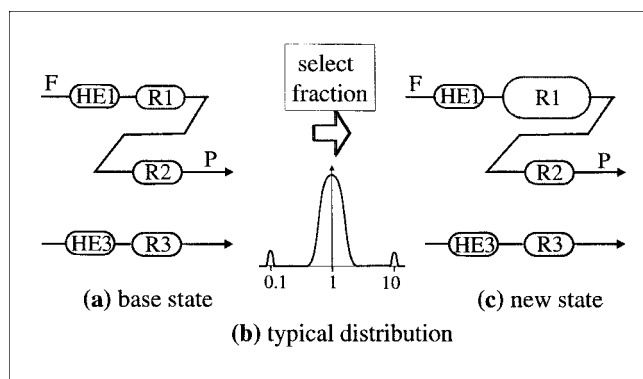 F
HE1 R1
R2 P
HE3 R3
(a) base state
select
fraction
0.1 1 10
(b) typical distribution
F
HE1 R1
R2 P
HE3 R3
(c) new state